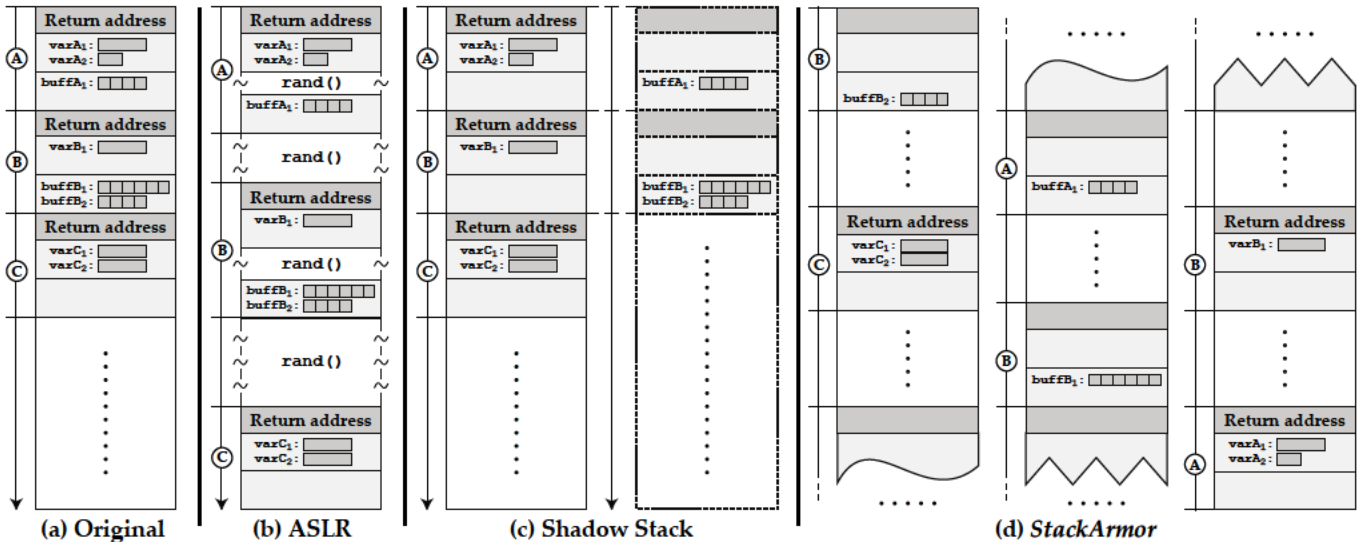 Return address
A
varA₁:
varA₂:
buffA₁:
Return address
B
varB₁:
buffB₁:
buffB₂:
Return address
C
varC₁:
varC₂:
(a) Original
Return address
A
varA₁:
varA₂:
rand()
buffA₁:
rand()
Return address
B
varB₁:
rand()
buffB₁:
buffB₂:
rand()
Return address
C
varC₁:
varC₂:
(b) ASLR
Return address
A
varA₁:
varA₂:
Return address
B
varB₁:
Return address
C
varC₁:
varC₂:
buffA₁:
buffB₁:
buffB₂:
(c) Shadow Stack
B
buffB₂:
Return address
C
varC₁:
varC₂:
A
buffA₁:
B
buffB₁:
Return address
B
varB₁:
Return address
A
varA₁:
varA₂:
(d) StackArmor